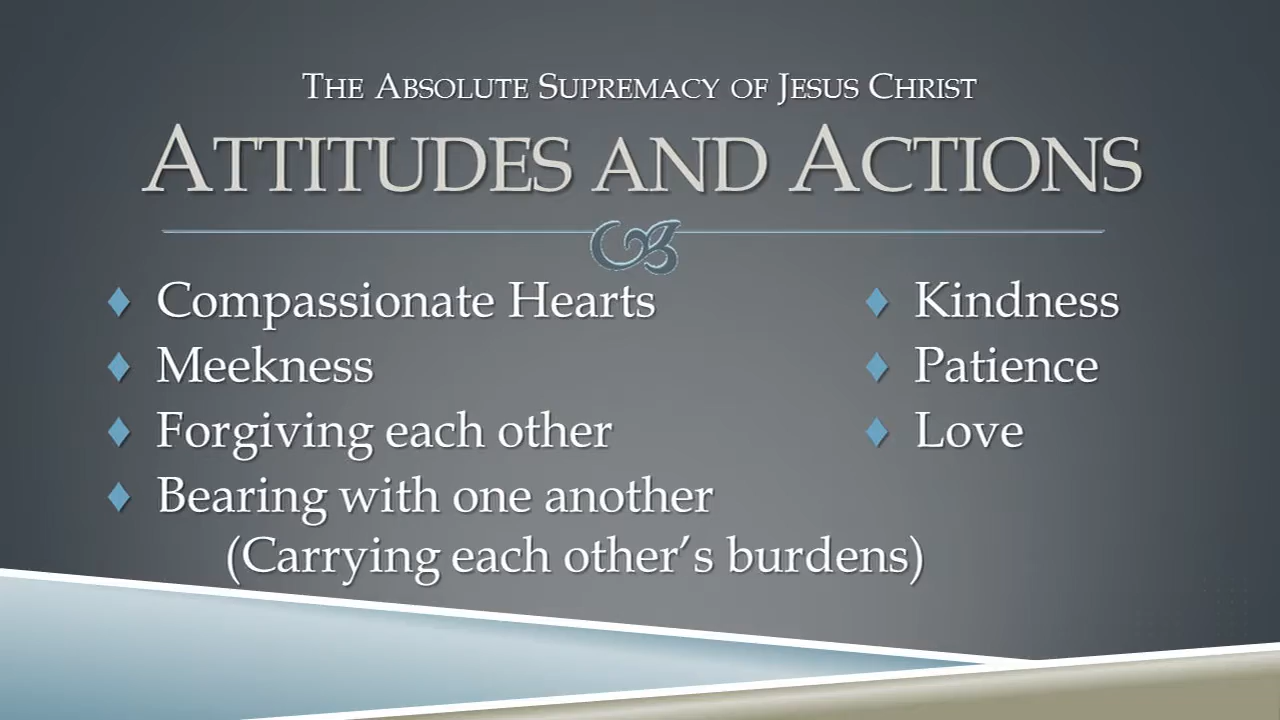 The Absolute Supremacy of Jesus Christ
Attitudes and Actions
Compassionate Hearts
Meekness
Forgiving each other
Bearing with one another
(Carrying each other’s burdens)
Kindness
Patience
Love